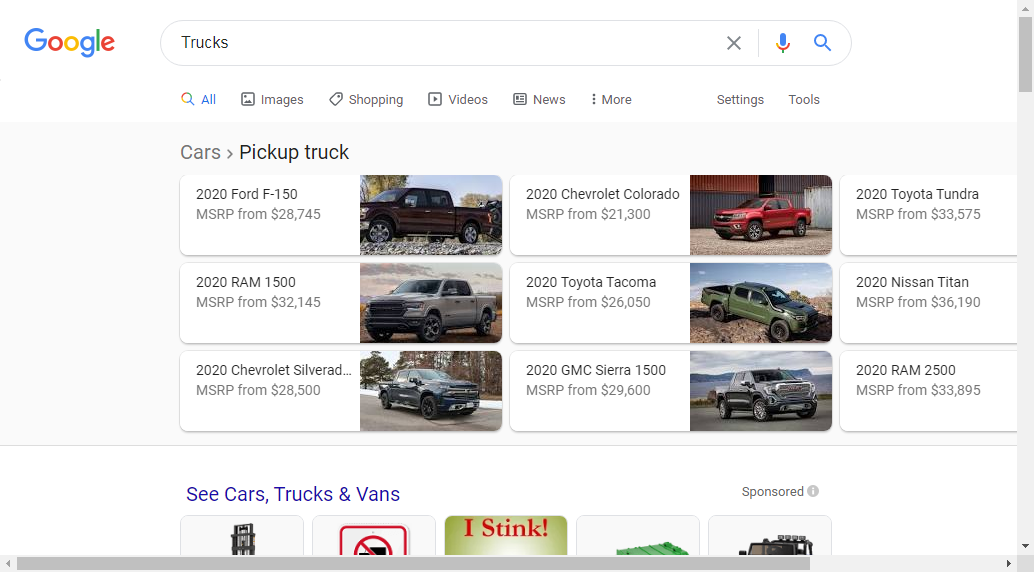 Google
Trucks
All Images Shopping Videos News More Settings Tools
Cars › Pickup truck
2020 Ford F-150
MSRP from $28,745
2020 Chevrolet Colorado
MSRP from $21,300
2020 Toyota Tundra
MSRP from $33,575
2020 RAM 1500
MSRP from $32,145
2020 Toyota Tacoma
MSRP from $26,050
2020 Nissan Titan
MSRP from $36,190
2020 Chevrolet Silverad...
MSRP from $28,500
2020 GMC Sierra 1500
MSRP from $29,600
2020 RAM 2500
MSRP from $33,895
See Cars, Trucks & Vans
Sponsored
I Stink!